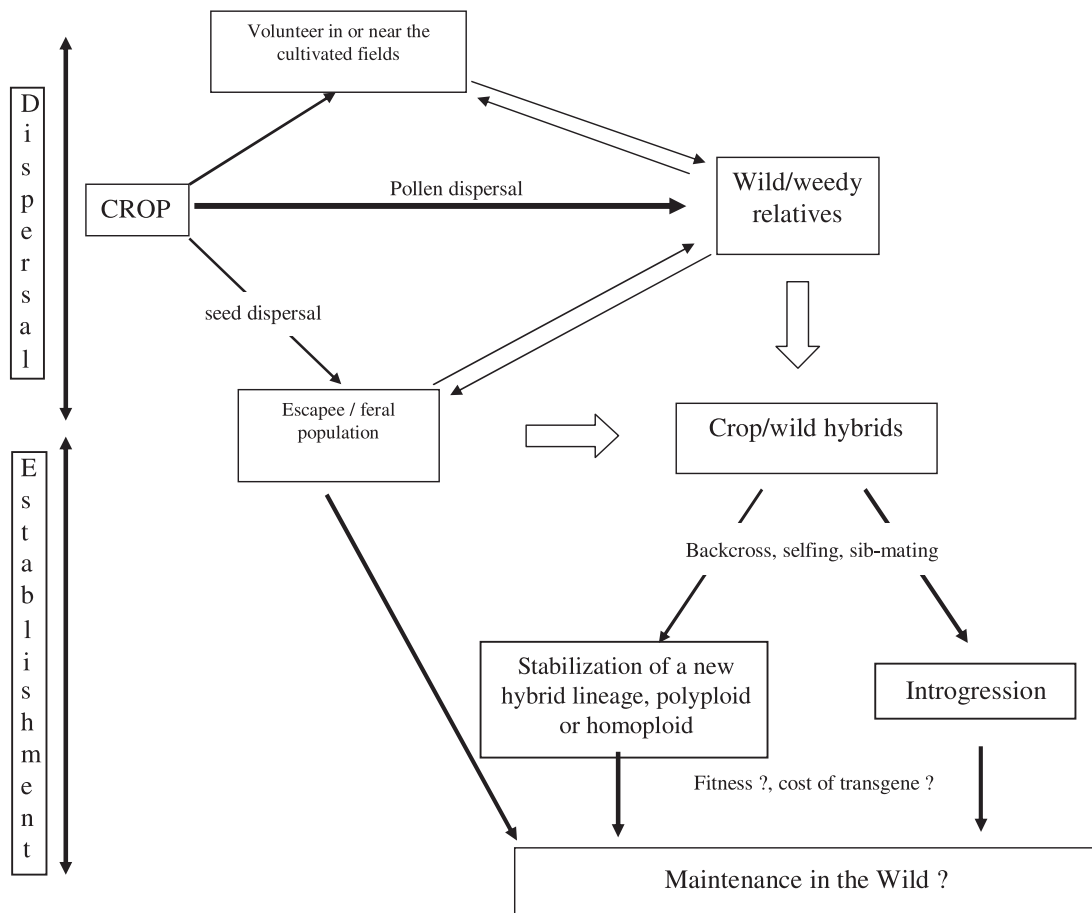 Volunteer in or near the
cultivated fields
Dispersal
CROP
Pollen dispersal
Wild/weedy
relatives
seed dispersal
Escapee / feral
population
Crop/wild hybrids
Establishment
Backcross, selfing, sib-mating
Stabilization of a new
hybrid lineage, polyploid
or homoploid
Introgression
Fitness ?, cost of transgene ?
Maintenance in the Wild ?